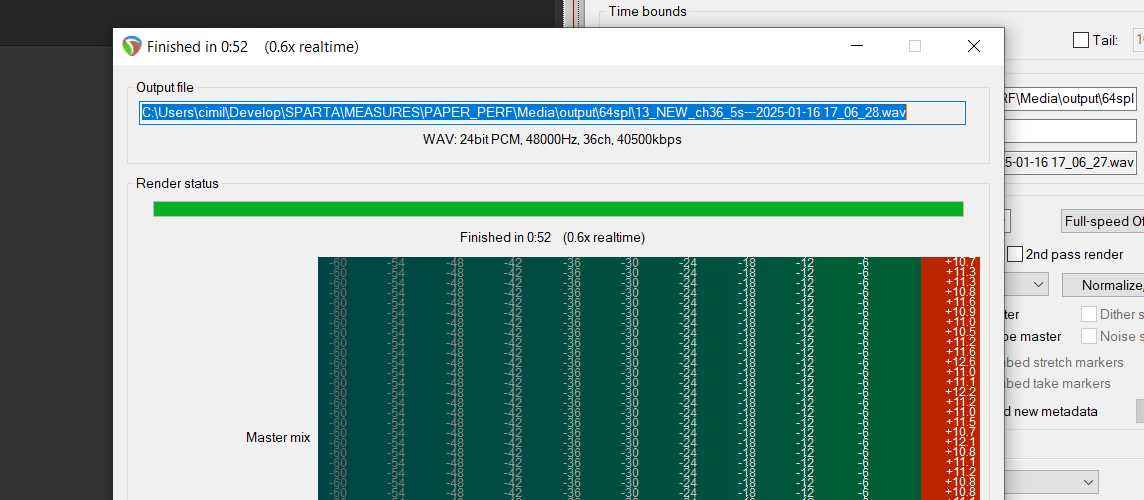 Time bounds
Finished in 0:52 (0.6x realtime)
Tail:
Output file
C:\Users\cimil\Develop\SPARTA\MEASURES\PAPER_PERF\Media\output\64spl\13_NEW_ch36_5s---2025-01-16 17_06_28.wav
RF\Media\output\64spl
WAV: 24bit PCM, 48000Hz, 36ch, 40500kbps
5-01-16 17_06_27.wav
Render status
Full-speed Of
Finished in 0:52 (0.6x realtime)
2nd pass render
Normalize,
Dither s
be master
Noise s
bed stretch markers
bed take markers
d new metadata
Master mix
-60 -54 -48 -42 -36 -30 -24 -18 -12 -6 +10.7
-60 -54 -48 -42 -36 -30 -24 -18 -12 -6 +11.3
-60 -54 -48 -42 -36 -30 -24 -18 -12 -6 +11.3
-60 -54 -48 -42 -36 -30 -24 -18 -12 -6 +10.8
-60 -54 -48 -42 -36 -30 -24 -18 -12 -6 +11.6
-60 -54 -48 -42 -36 -30 -24 -18 -12 -6 +10.9
-60 -54 -48 -42 -36 -30 -24 -18 -12 -6 +11.0
-60 -54 -48 -42 -36 -30 -24 -18 -12 -6 +10.5
-60 -54 -48 -42 -36 -30 -24 -18 -12 -6 +11.2
-60 -54 -48 -42 -36 -30 -24 -18 -12 -6 +11.6
-60 -54 -48 -42 -36 -30 -24 -18 -12 -6 +12.6
-60 -54 -48 -42 -36 -30 -24 -18 -12 -6 +11.0
-60 -54 -48 -42 -36 -30 -24 -18 -12 -6 +11.1
-60 -54 -48 -42 -36 -30 -24 -18 -12 -6 +12.2
-60 -54 -48 -42 -36 -30 -24 -18 -12 -6 +11.2
-60 -54 -48 -42 -36 -30 -24 -18 -12 -6 +11.0
-60 -54 -48 -42 -36 -30 -24 -18 -12 -6 +11.5
-60 -54 -48 -42 -36 -30 -24 -18 -12 -6 +10.7
-60 -54 -48 -42 -36 -30 -24 -18 -12 -6 +12.1
-60 -54 -48 -42 -36 -30 -24 -18 -12 -6 +10.8
-60 -54 -48 -42 -36 -30 -24 -18 -12 -6 +11.1
-60 -54 -48 -42 -36 -30 -24 -18 -12 -6 +11.2
-60 -54 -48 -42 -36 -30 -24 -18 -12 -6 +10.8
-60 -54 -48 -42 -36 -30 -24 -18 -12 -6 +10.8